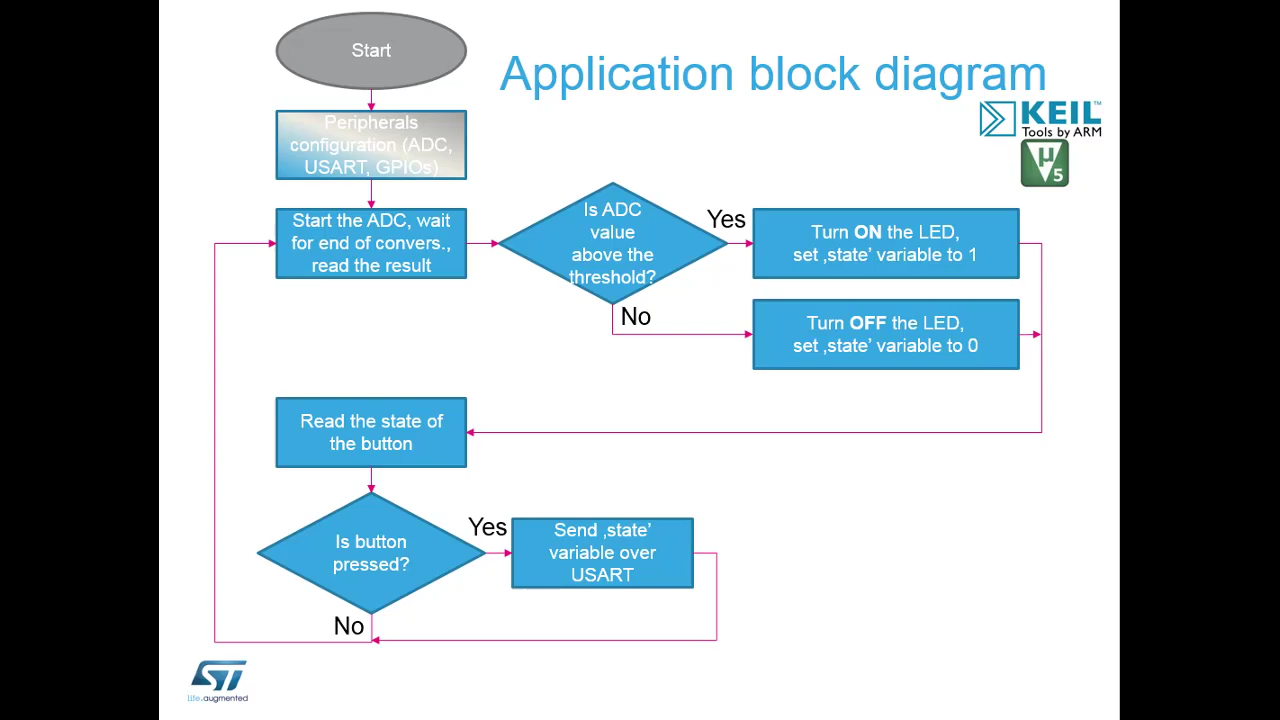 Start
Application block diagram
KEIL™
Tools by ARM
µ
5
Peripherals
configuration (ADC,
USART, GPIOs)
Start the ADC, wait
for end of convers.,
read the result
Is ADC
value
above the
threshold?
Yes
Turn ON the LED,
set ‚state’ variable to 1
No
Turn OFF the LED,
set ‚state’ variable to 0
Read the state of
the button
Is button
pressed?
Yes
Send ‚state’
variable over
USART
No
ST
life.augmented